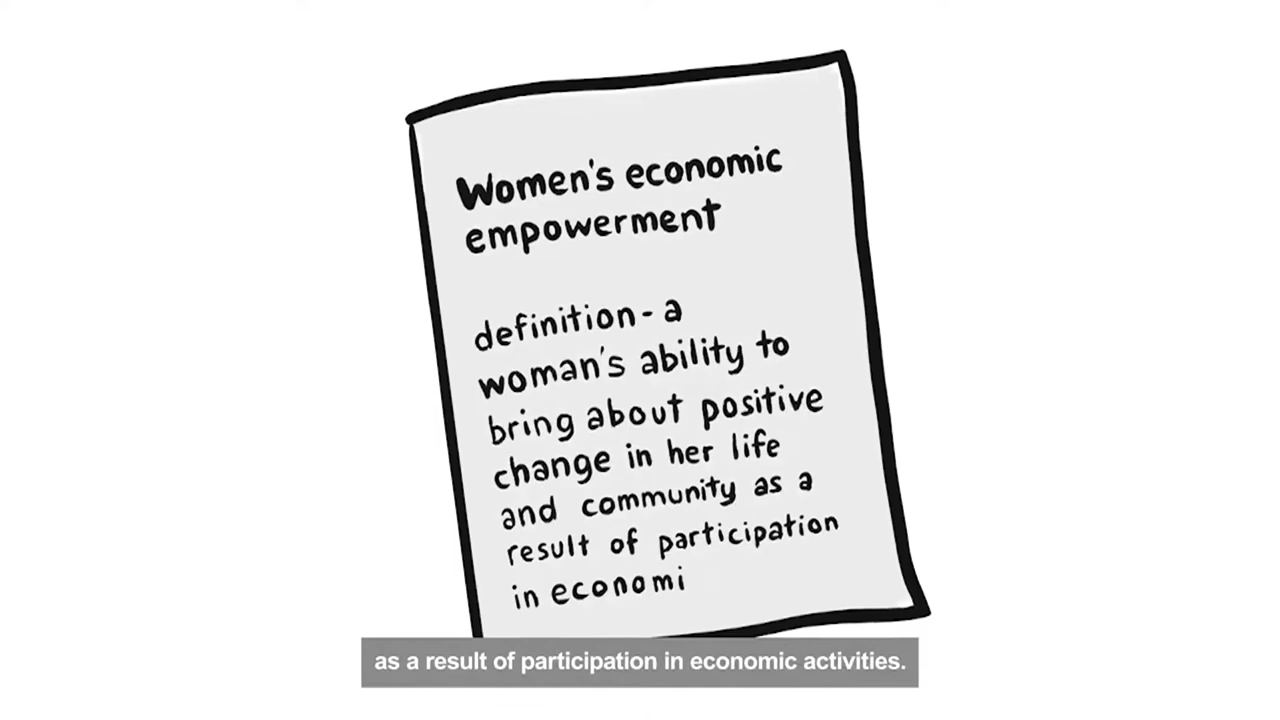 Women's economic
empowerment
definition - a
woman's ability to
bring about positive
change in her life
and community as a
result of participation
in economi
as a result of participation in economic activities.